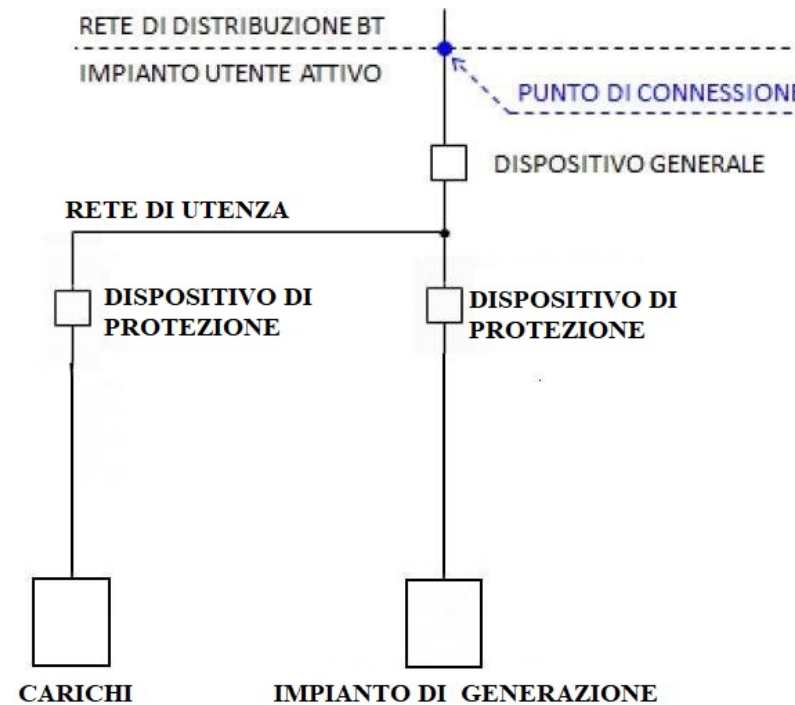 RETE DI DISTRIBUZIONE BT
IMPIANTO UTENTE ATTIVO
PUNTO DI CONNESSIONE
DISPOSITIVO GENERALE
RETE DI UTENZA
DISPOSITIVO DI
PROTEZIONE
DISPOSITIVO DI
PROTEZIONE
CARICHI
IMPIANTO DI GENERAZIONE